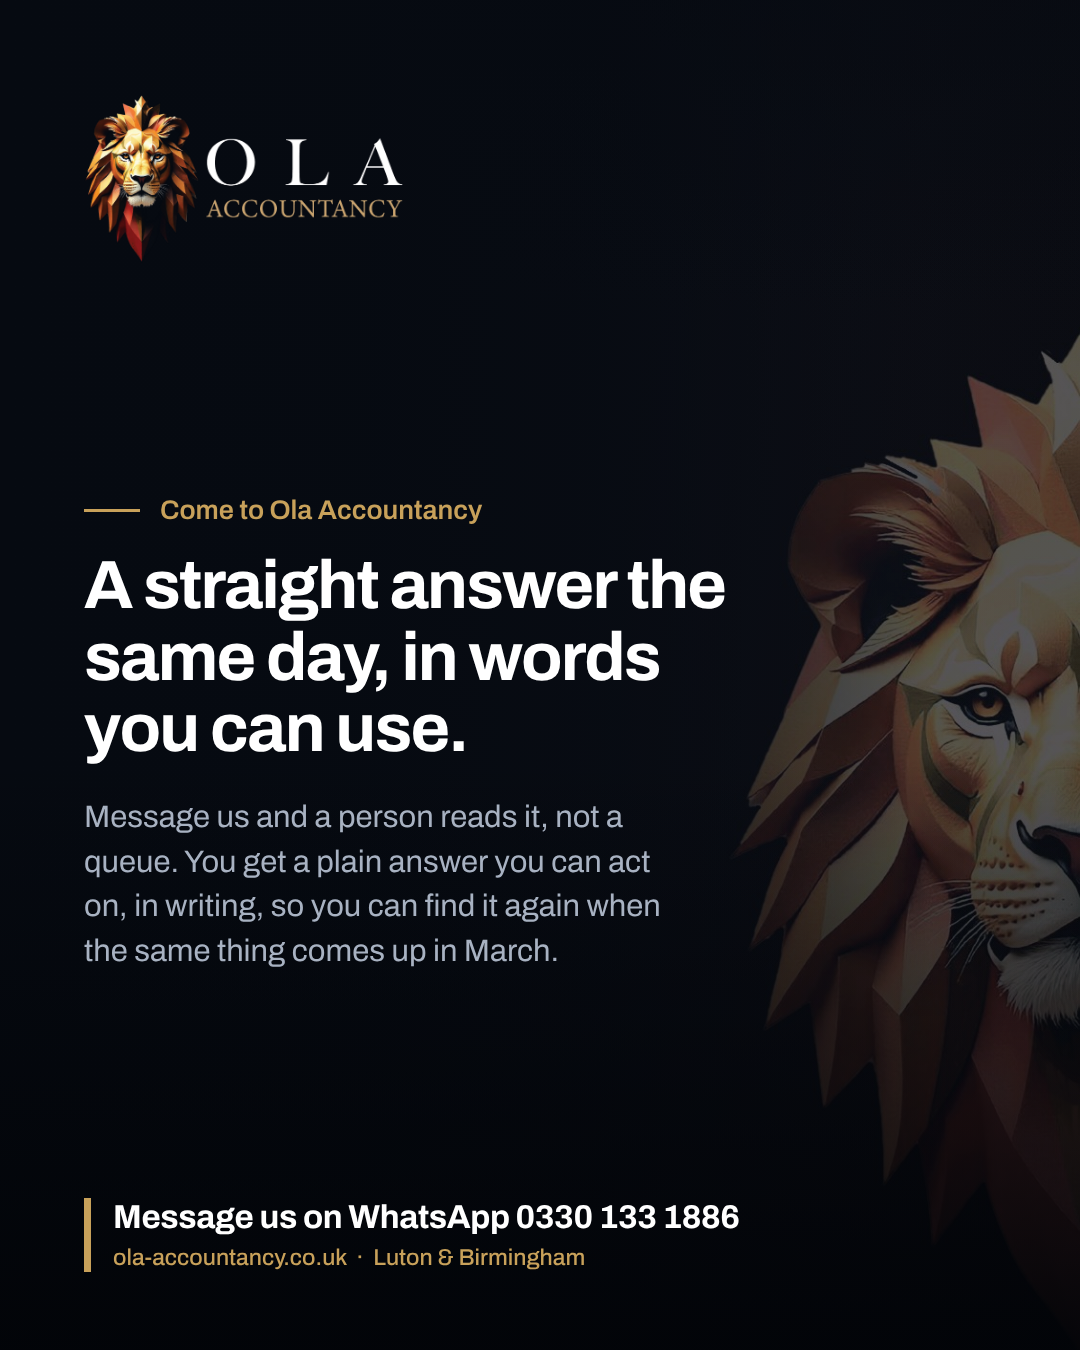 O L A
ACCOUNTANCY
Come to Ola Accountancy
A straight answer the
same day, in words
you can use.
Message us and a person reads it, not a
queue. You get a plain answer you can act
on, in writing, so you can find it again when
the same thing comes up in March.
Message us on WhatsApp 0330 133 1886
ola-accountancy.co.uk · Luton & Birmingham